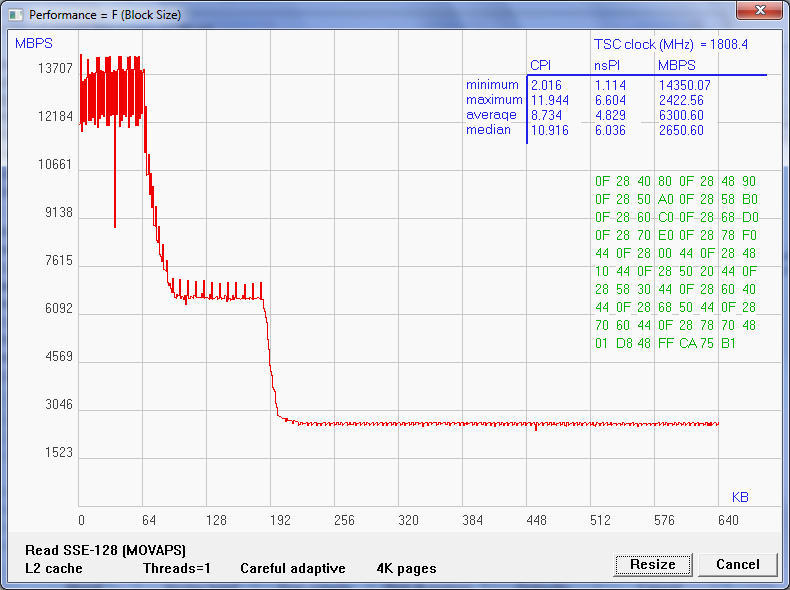 Performance = F (Block Size)
MBPS
TSC clock (MHz) = 1808.4
CPI nsPI MBPS
minimum 2.016 1.114 14350.07
maximum 11.944 6.604 2422.56
average 8.734 4.829 6300.60
median 10.916 6.036 2650.60
13707
12184
10661
9138
7615
6092
4569
3046
1523
0F 28 40 80 0F 28 48 90
0F 28 50 A0 0F 28 58 B0
0F 28 60 C0 0F 28 68 D0
0F 28 70 E0 0F 28 78 F0
44 0F 28 00 44 0F 28 48
10 44 0F 28 50 20 44 0F
28 58 30 44 0F 28 60 40
44 0F 28 68 50 44 0F 28
70 60 44 0F 28 78 70 48
01 D8 48 FF CA 75 B1
KB
0 64 128 192 256 320 384 448 512 576 640
Read SSE-128 (MOVAPS)
L2 cache Threads=1 Careful adaptive 4K pages
Resize Cancel